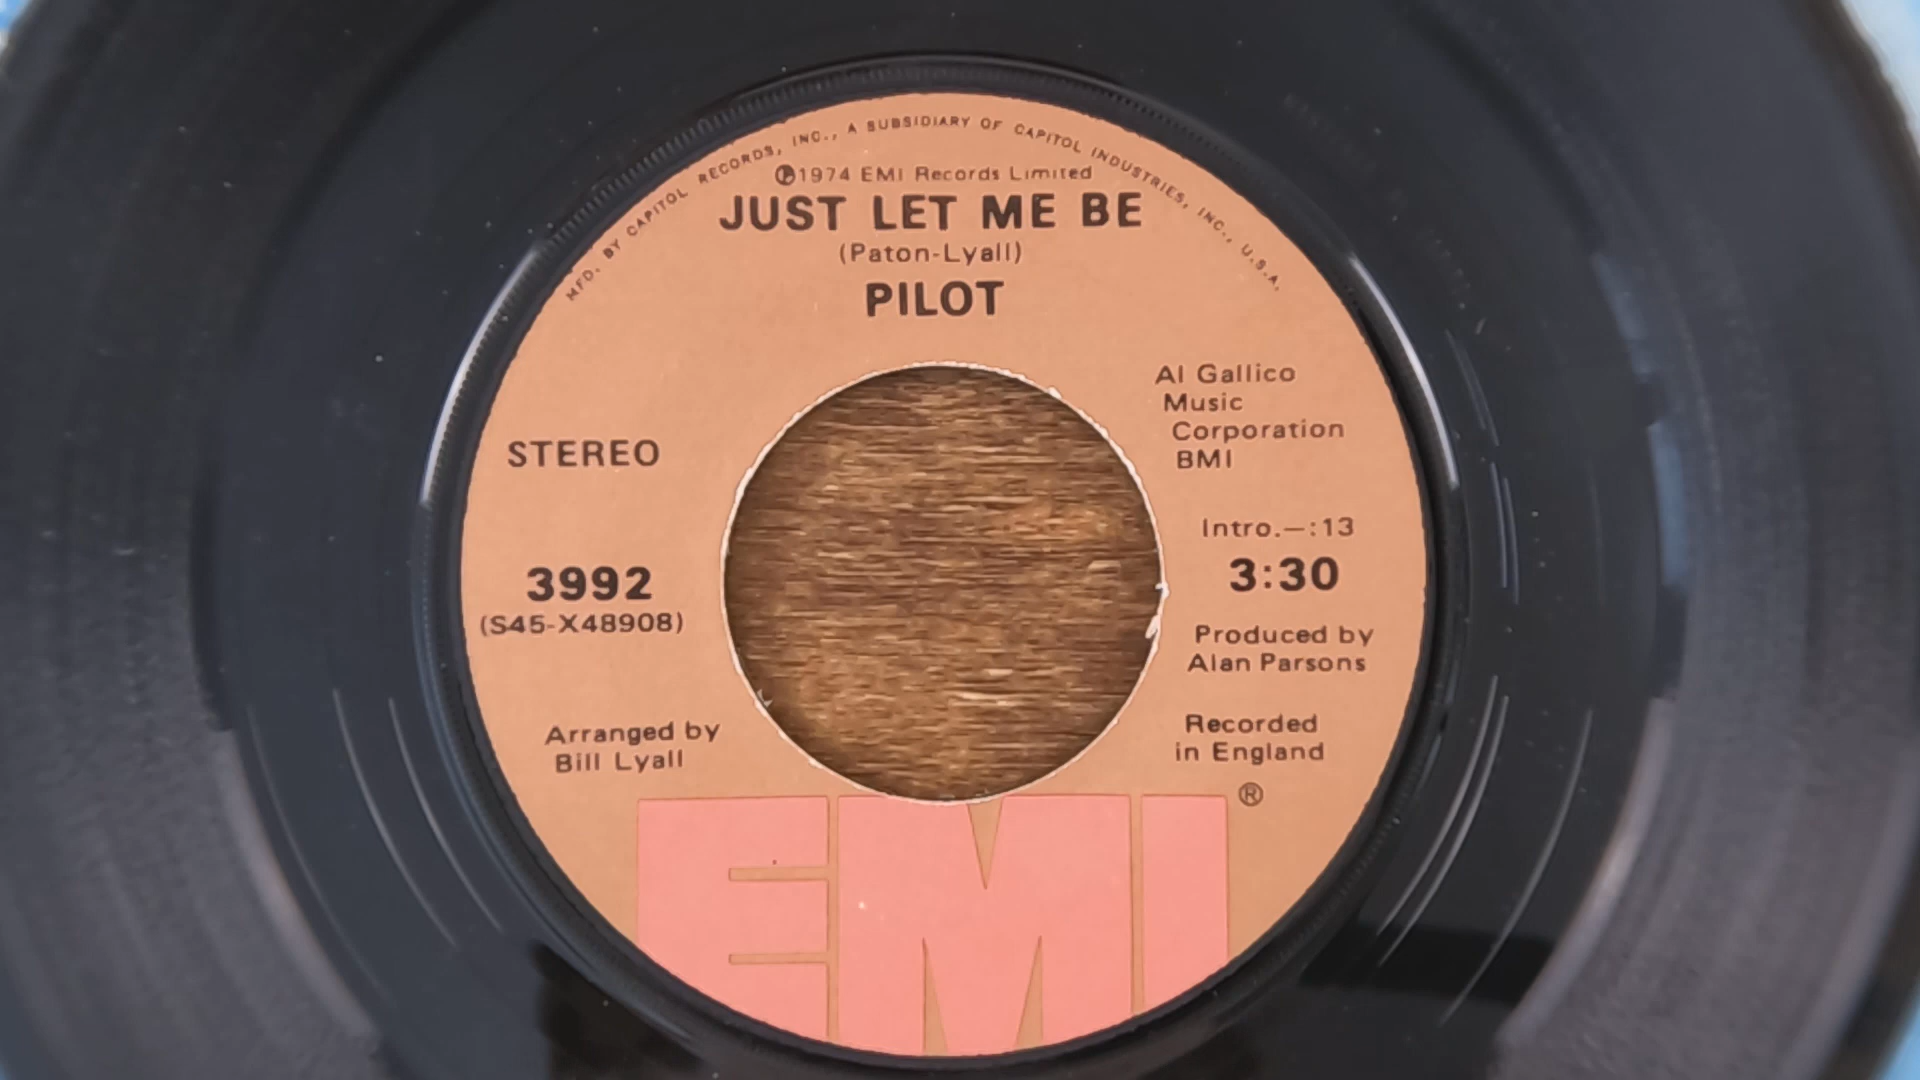 MFD. BY CAPITOL RECORDS, INC., A SUBSIDIARY OF CAPITOL INDUSTRIES, INC., U.S.A.
Ⓟ1974 EMI Records Limited
JUST LET ME BE
(Paton-Lyall)
PILOT
Al Gallico
Music
Corporation
BMI
STEREO
Intro.—:13
3992
3:30
(S45-X48908)
Produced by
Alan Parsons
Arranged by
Bill Lyall
Recorded
in England
EMI®